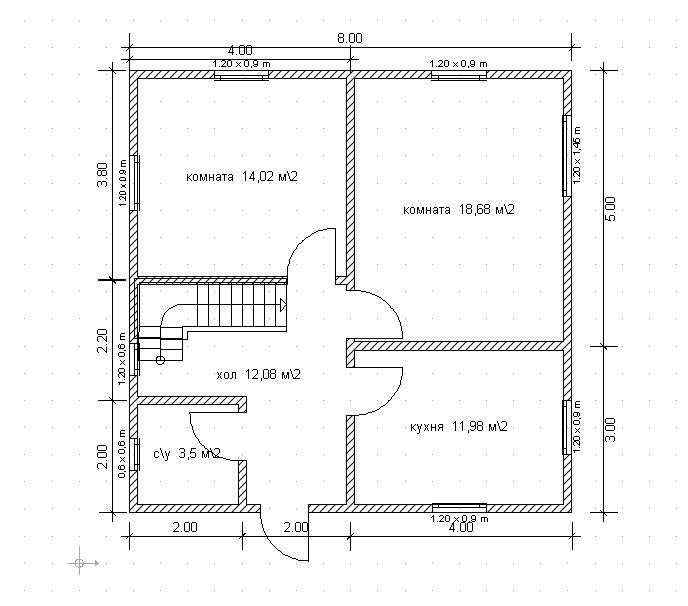 8.00
4.00
1.20 x 0,9 m
1.20 x 0,9 m
3.80
1.20 x 0.9 m
комната 14,02 м\2
1.20 x 1,46 m
комната 18,68 м\2
5.00
2.20
1.20 x 0,6 m
хол 12,08 м\2
2.00
0,6 x 0,6 m
с\у 3,5 м\2
кухня 11,98 м\2
1.20 x 0,9 m
3.00
1.20 x 0,9 m
2.00
2.00
4.00